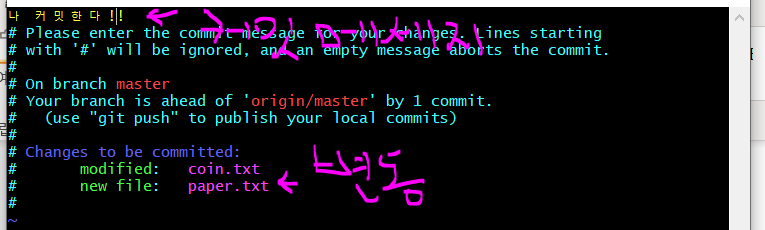 나 커밋한다!! ← 커밋 메세지
# Please enter the commit message for your changes. Lines starting
# with '#' will be ignored, and an empty message aborts the commit.
#
# On branch master
# Your branch is ahead of 'origin/master' by 1 commit.
#   (use "git push" to publish your local commits)
#
# Changes to be committed:
#       modified:   coin.txt
#       new file:   paper.txt ← 변동
#
~